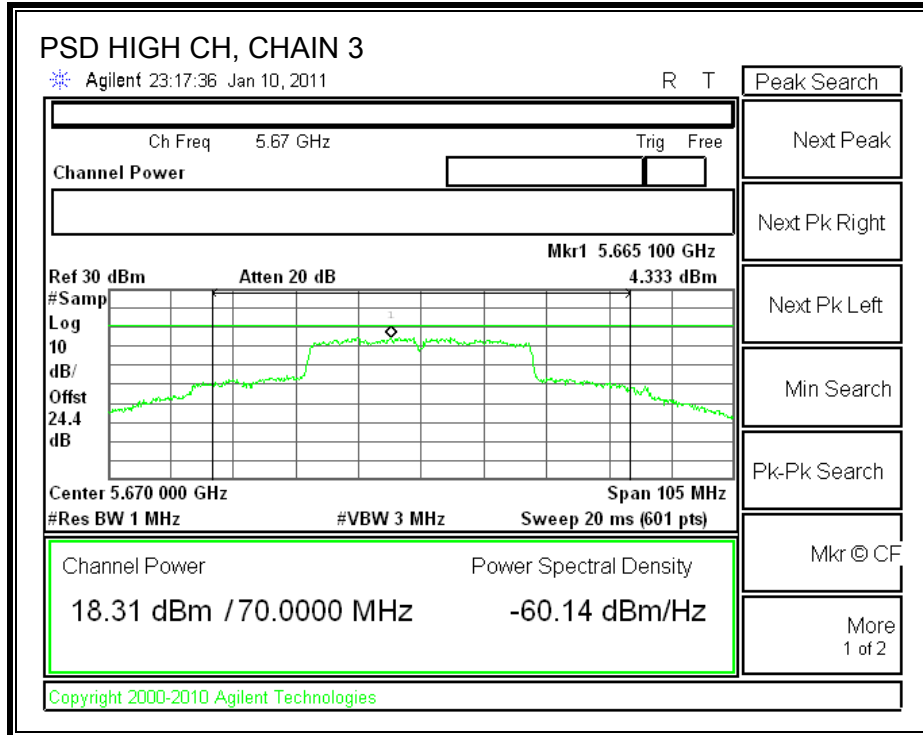 PSD HIGH CH, CHAIN 3
Agilent 23:17:36 Jan 10, 2011
R T
Peak Search
Ch Freq 5.67 GHz
Trig Free
Channel Power
Next Peak
Next Pk Right
Mkr1 5.665 100 GHz
Ref 30 dBm Atten 20 dB 4.333 dBm
#Samp
Log
10
dB/
Offst
24.4
dB
1
Next Pk Left
Min Search
Center 5.670 000 GHz Span 105 MHz
#Res BW 1 MHz #VBW 3 MHz Sweep 20 ms (601 pts)
Pk-Pk Search
Channel Power Power Spectral Density
18.31 dBm / 70.0000 MHz -60.14 dBm/Hz
Mkr © CF
More
1 of 2
Copyright 2000-2010 Agilent Technologies